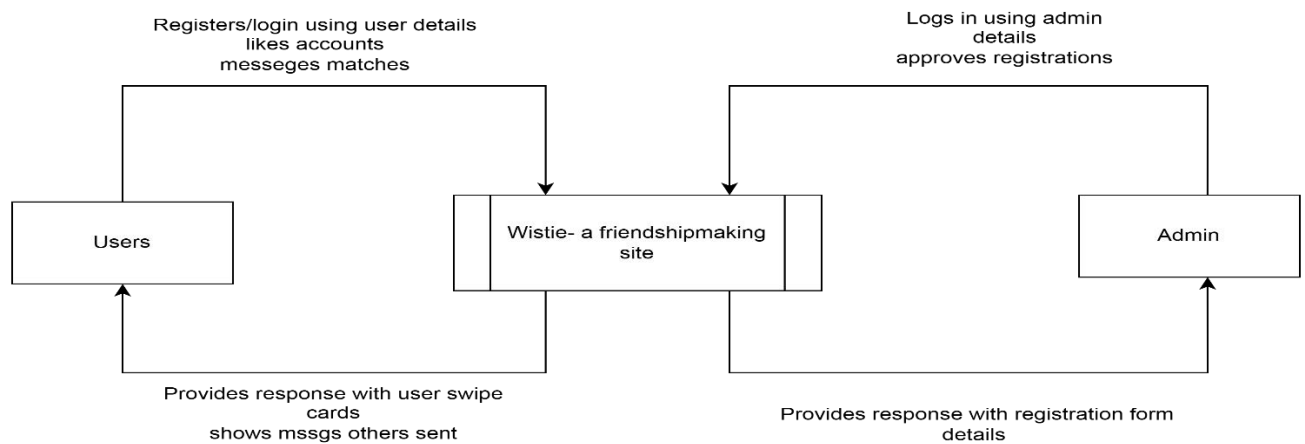 Registers/login using user details
likes accounts
messeges matches
Logs in using admin
details
approves registrations
Users
Wistie- a friendshipmaking
site
Admin
Provides response with user swipe
cards
shows mssgs others sent
Provides response with registration form
details